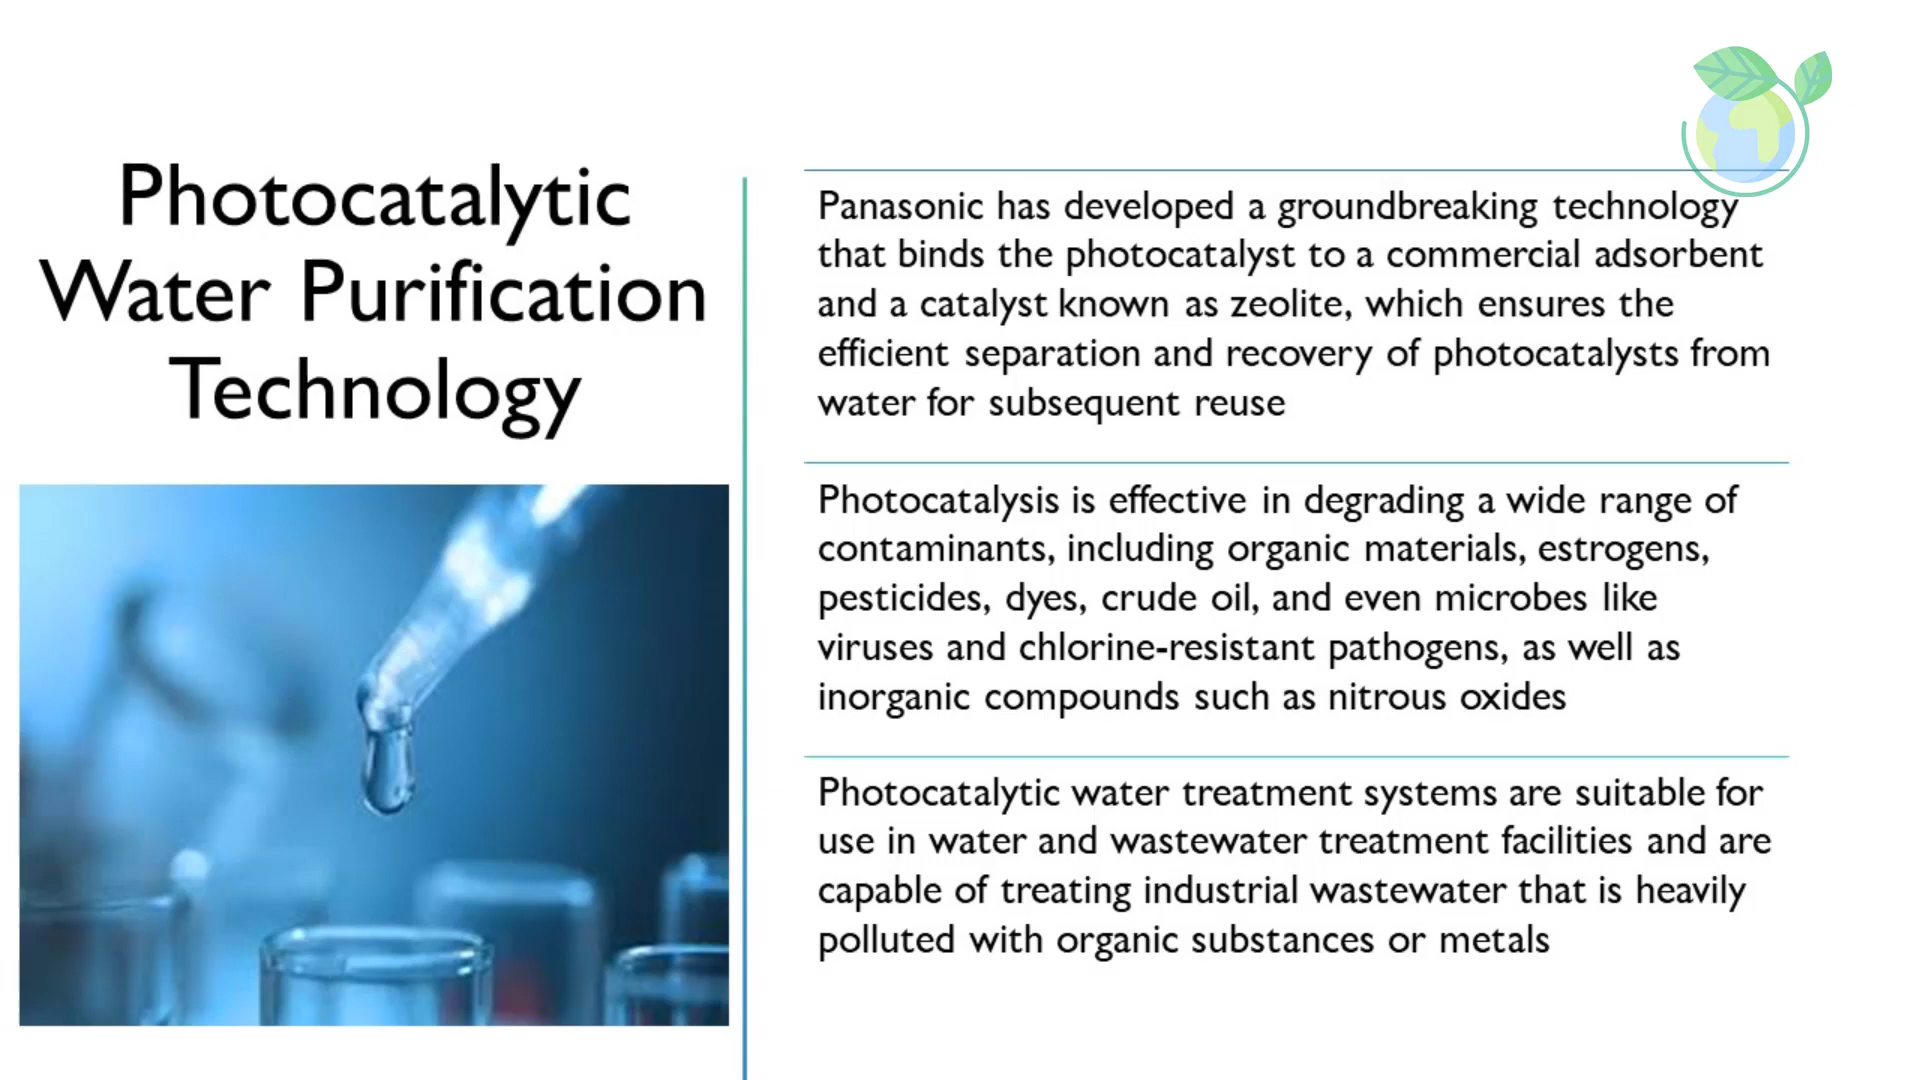 Photocatalytic
Water Purification
Technology
Panasonic has developed a groundbreaking technology
that binds the photocatalyst to a commercial adsorbent
and a catalyst known as zeolite, which ensures the
efficient separation and recovery of photocatalysts from
water for subsequent reuse
Photocatalysis is effective in degrading a wide range of
contaminants, including organic materials, estrogens,
pesticides, dyes, crude oil, and even microbes like
viruses and chlorine-resistant pathogens, as well as
inorganic compounds such as nitrous oxides
Photocatalytic water treatment systems are suitable for
use in water and wastewater treatment facilities and are
capable of treating industrial wastewater that is heavily
polluted with organic substances or metals